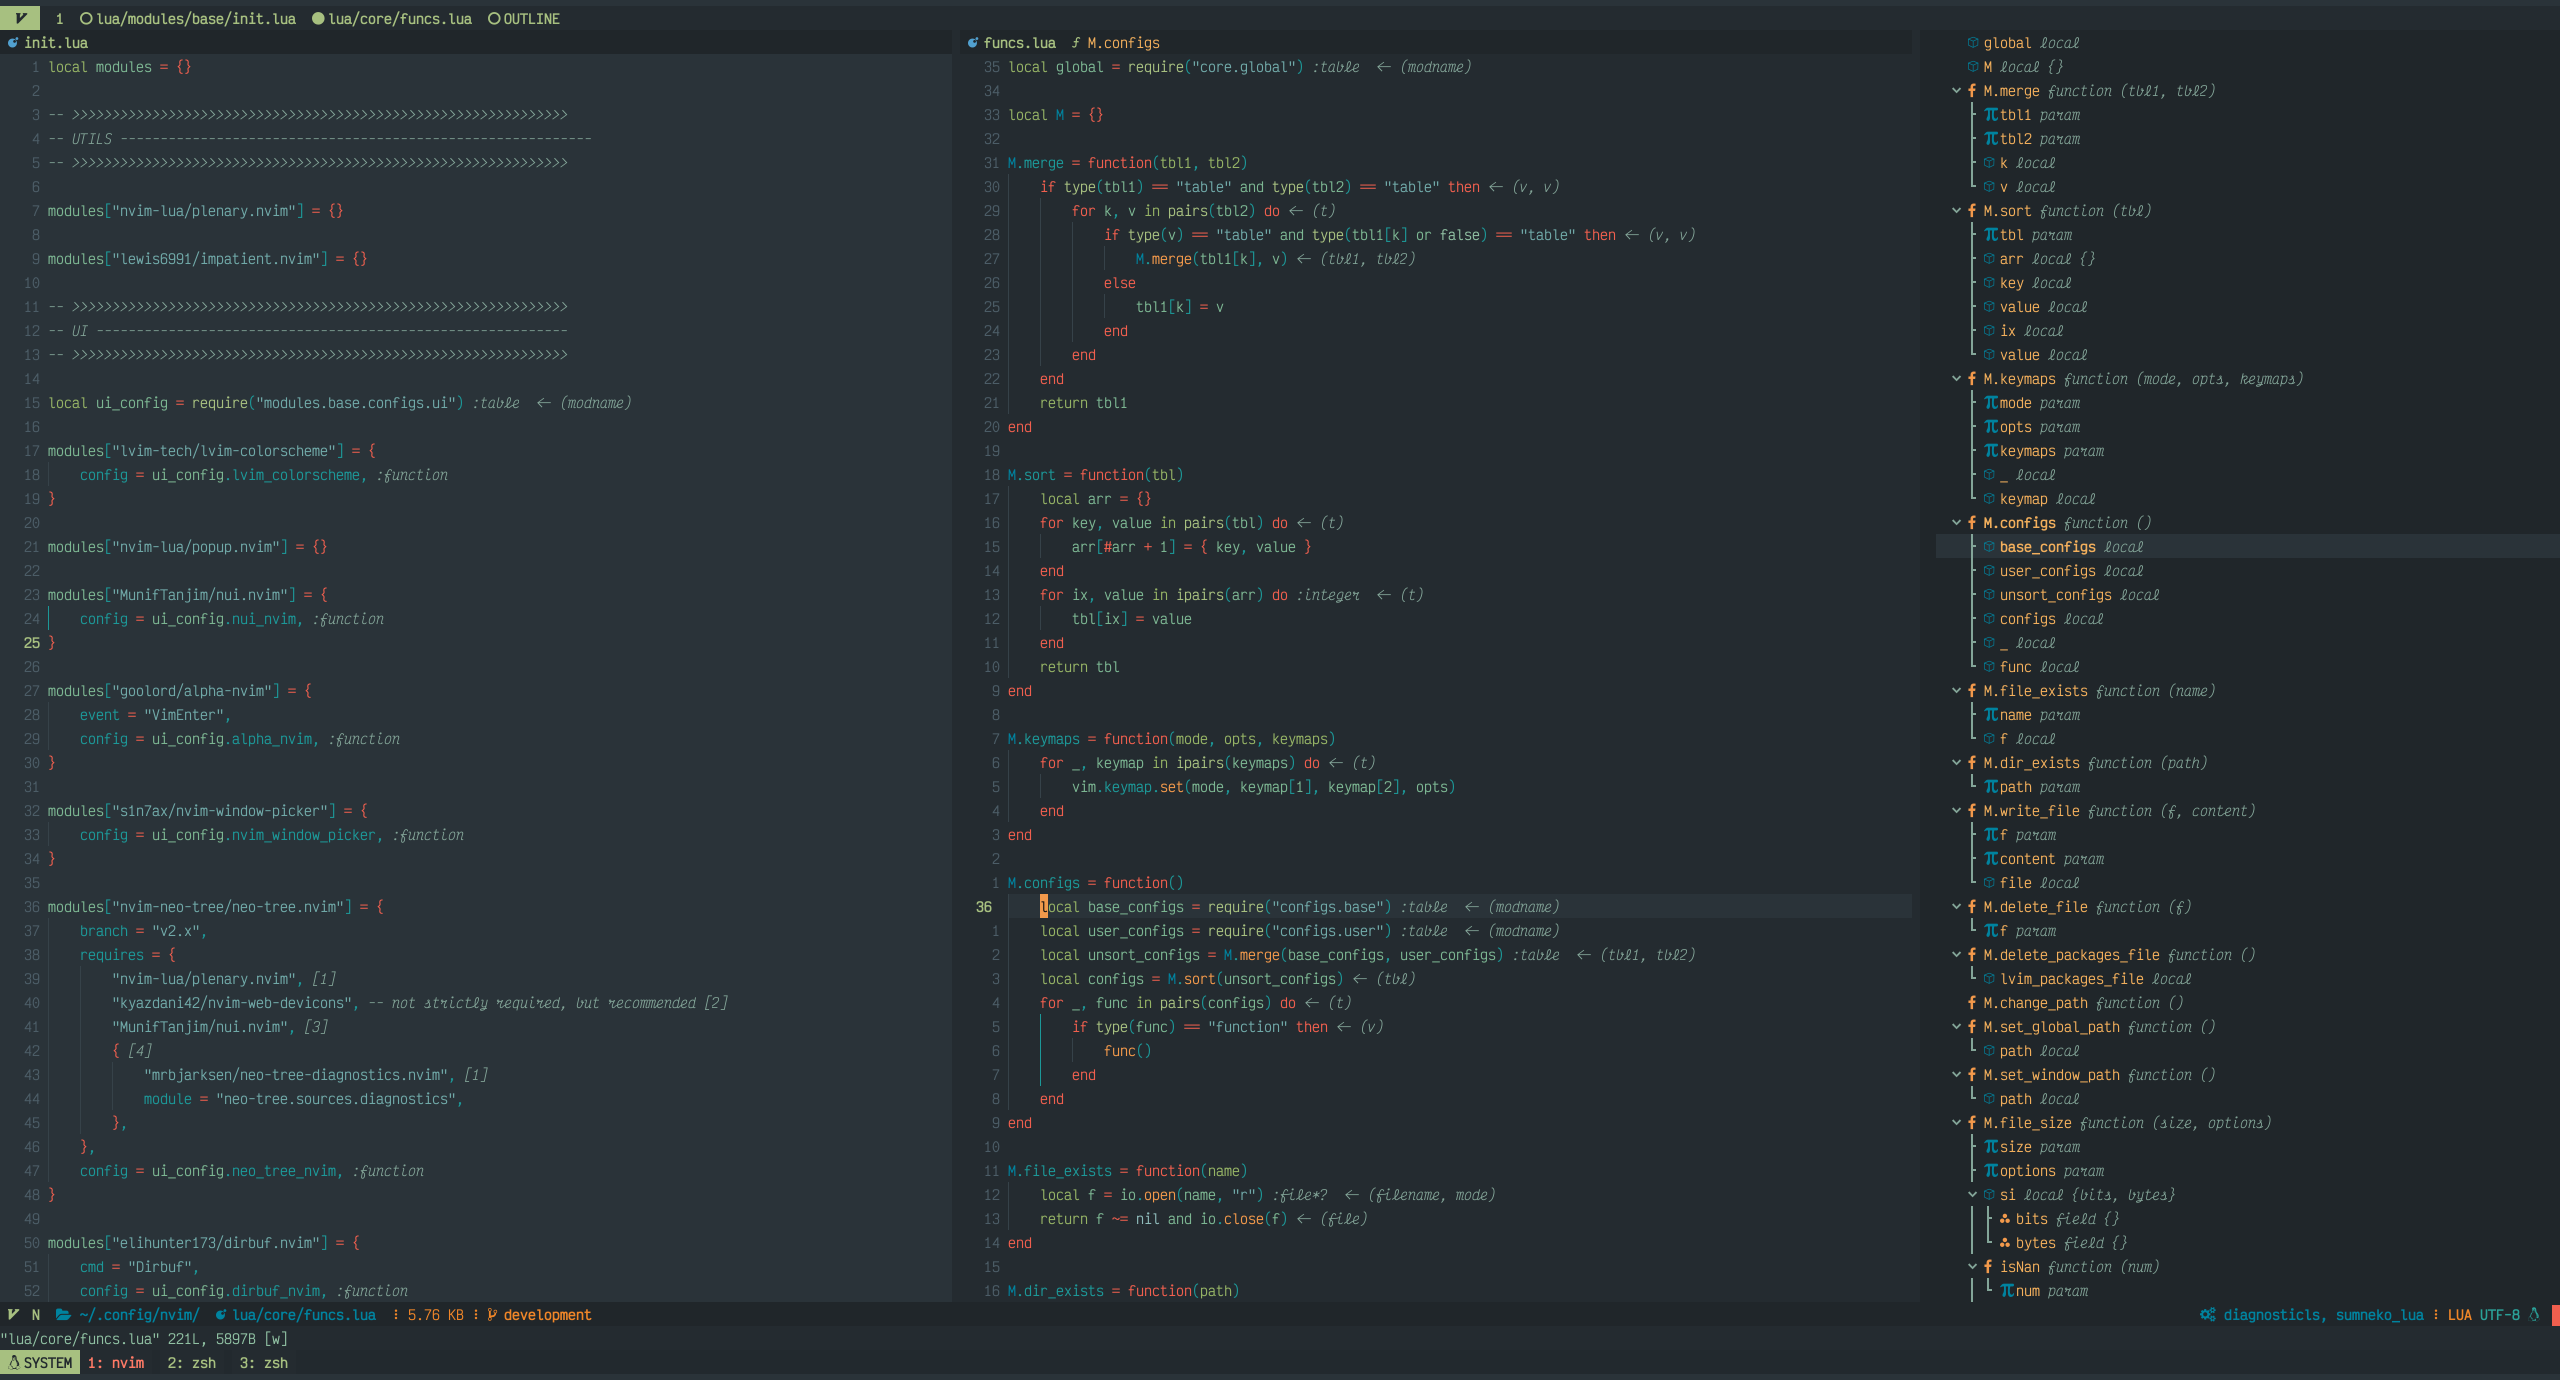 1 lua/modules/base/init.lua lua/core/funcs.lua OUTLINE
init.lua
1 local modules = {}
2
3 -- >>>>>>>>>>>>>>>>>>>>>>>>>>>>>>>>>>>>>>>>>>>>>>>>>>>>>>>>>>>>>>
4 -- UTILS -----------------------------------------------------------
5 -- >>>>>>>>>>>>>>>>>>>>>>>>>>>>>>>>>>>>>>>>>>>>>>>>>>>>>>>>>>>>>>
6
7 modules["nvim-lua/plenary.nvim"] = {}
8
9 modules["lewis6991/impatient.nvim"] = {}
10
11 -- >>>>>>>>>>>>>>>>>>>>>>>>>>>>>>>>>>>>>>>>>>>>>>>>>>>>>>>>>>>>>>
12 -- UI -----------------------------------------------------------
13 -- >>>>>>>>>>>>>>>>>>>>>>>>>>>>>>>>>>>>>>>>>>>>>>>>>>>>>>>>>>>>>>
14
15 local ui_config = require("modules.base.configs.ui") :table <- (modname)
16
17 modules["lvim-tech/lvim-colorscheme"] = {
18 config = ui_config.lvim_colorscheme, :function
19 }
20
21 modules["nvim-lua/popup.nvim"] = {}
22
23 modules["MunifTanjim/nui.nvim"] = {
24 config = ui_config.nui_nvim, :function
25 }
26
27 modules["goolord/alpha-nvim"] = {
28 event = "VimEnter",
29 config = ui_config.alpha_nvim, :function
30 }
31
32 modules["s1n7ax/nvim-window-picker"] = {
33 config = ui_config.nvim_window_picker, :function
34 }
35
36 modules["nvim-neo-tree/neo-tree.nvim"] = {
37 branch = "v2.x",
38 requires = {
39 "nvim-lua/plenary.nvim", [1]
40 "kyazdani42/nvim-web-devicons", -- not strictly required, but recommended [2]
41 "MunifTanjim/nui.nvim", [3]
42 { [4]
43 "mrbjarksen/neo-tree-diagnostics.nvim", [1]
44 module = "neo-tree.sources.diagnostics",
45 },
46 },
47 config = ui_config.neo_tree_nvim, :function
48 }
49
50 modules["elihunter173/dirbuf.nvim"] = {
51 cmd = "Dirbuf",
52 config = ui_config.dirbuf_nvim, :function
funcs.lua ƒ M.configs
35 local global = require("core.global") :table <- (modname)
34
33 local M = {}
32
31 M.merge = function(tbl1, tbl2)
30 if type(tbl1) == "table" and type(tbl2) == "table" then <- (v, v)
29 for k, v in pairs(tbl2) do <- (t)
28 if type(v) == "table" and type(tbl1[k] or false) == "table" then <- (v, v)
27 M.merge(tbl1[k], v) <- (tbl1, tbl2)
26 else
25 tbl1[k] = v
24 end
23 end
22 end
21 return tbl1
20 end
19
18 M.sort = function(tbl)
17 local arr = {}
16 for key, value in pairs(tbl) do <- (t)
15 arr[#arr + 1] = { key, value }
14 end
13 for ix, value in ipairs(arr) do :integer <- (t)
12 tbl[ix] = value
11 end
10 return tbl
9 end
8
7 M.keymaps = function(mode, opts, keymaps)
6 for _, keymap in ipairs(keymaps) do <- (t)
5 vim.keymap.set(mode, keymap[1], keymap[2], opts)
4 end
3 end
2
1 M.configs = function()
36 local base_configs = require("configs.base") :table <- (modname)
1 local user_configs = require("configs.user") :table <- (modname)
2 local unsort_configs = M.merge(base_configs, user_configs) :table <- (tbl1, tbl2)
3 local configs = M.sort(unsort_configs) <- (tbl)
4 for _, func in pairs(configs) do <- (t)
5 if type(func) == "function" then <- (v)
6 func()
7 end
8 end
9 end
10
11 M.file_exists = function(name)
12 local f = io.open(name, "r") :file*? <- (filename, mode)
13 return f ~= nil and io.close(f) <- (file)
14 end
15
16 M.dir_exists = function(path)
global local
M local {}
M.merge function (tbl1, tbl2)
tbl1 param
tbl2 param
k local
v local
M.sort function (tbl)
tbl param
arr local {}
key local
value local
ix local
value local
M.keymaps function (mode, opts, keymaps)
mode param
opts param
keymaps param
_ local
keymap local
M.configs function ()
base_configs local
user_configs local
unsort_configs local
configs local
_ local
func local
M.file_exists function (name)
name param
f local
M.dir_exists function (path)
path param
M.write_file function (f, content)
f param
content param
file local
M.delete_file function (f)
f param
M.delete_packages_file function ()
lvim_packages_file local
M.change_path function ()
M.set_global_path function ()
path local
M.set_window_path function ()
path local
M.file_size function (size, options)
size param
options param
si local {bits, bytes}
bits field {}
bytes field {}
isNan function (num)
num param
N ~/.config/nvim/ lua/core/funcs.lua 5.76 KB development diagnosticls, sumneko_lua LUA UTF-8
"lua/core/funcs.lua" 221L, 5897B [w]
SYSTEM 1: nvim 2: zsh 3: zsh